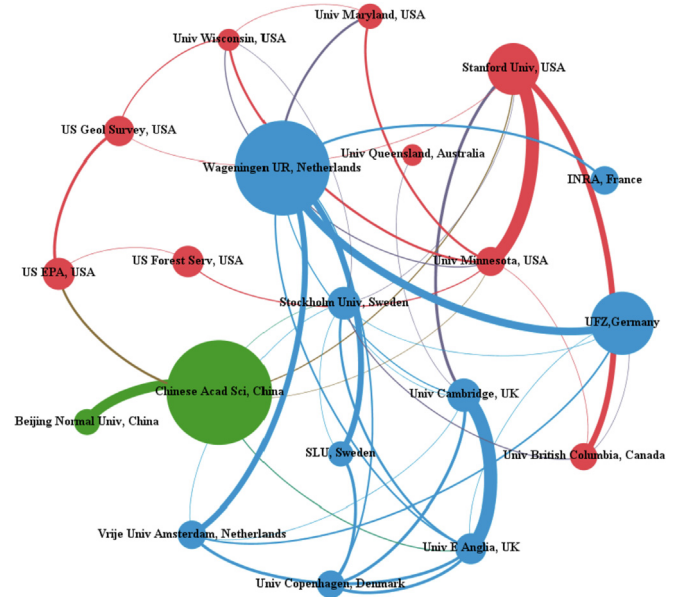 Univ Maryland, USA
Univ Wisconsin, USA
Stanford Univ, USA
US Geol Survey, USA
Univ Queensland, Australia
Wageningen UR, Netherlands
INRA, France
US Forest Serv, USA
Univ Minnesota, USA
US EPA, USA
Stockholm Univ, Sweden
UFZ,Germany
Chinese Acad Sci, China
Univ Cambridge, UK
Beijing Normal Univ, China
SLU, Sweden
Univ British Columbia, Canada
Vrije Univ Amsterdam, Netherlands
Univ E Anglia, UK
Univ Copenhagen, Denmark